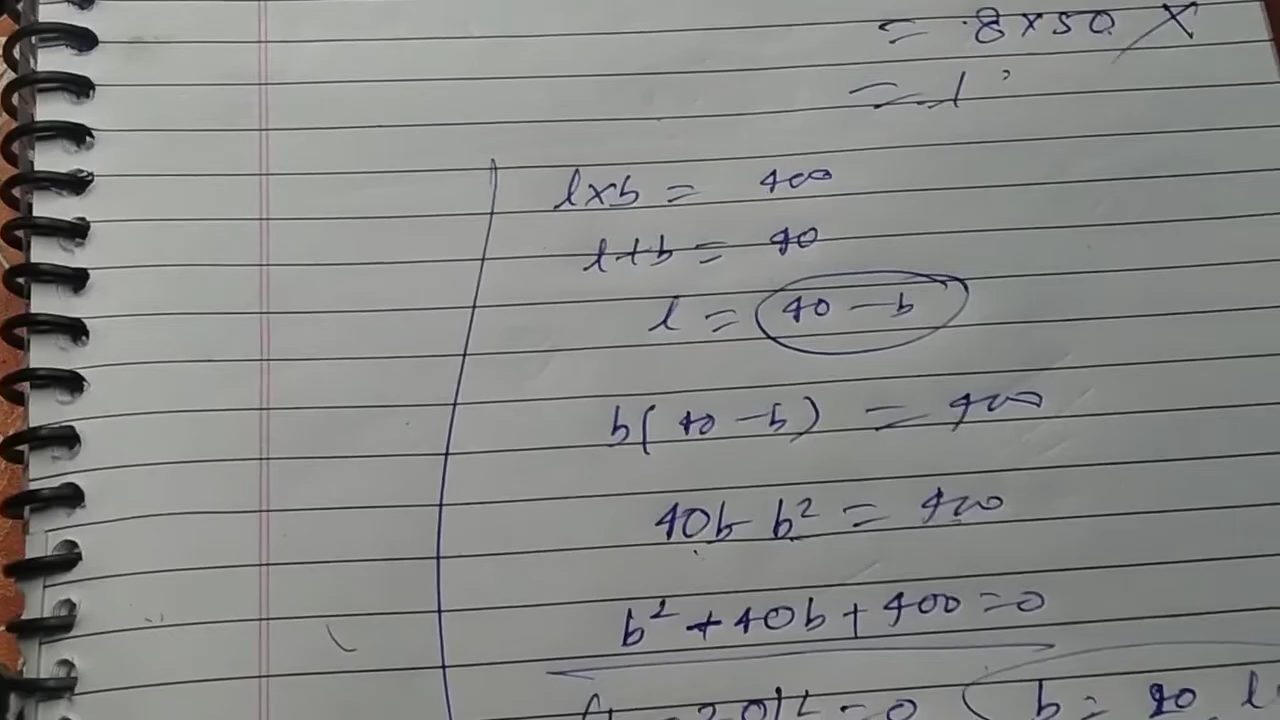 = 8×50
l×b = 400
l+b = 40
l = 40 - b
b(40-b) = 400
40b - b² = 400
b² + 40b + 400 = 0
b = 20 l